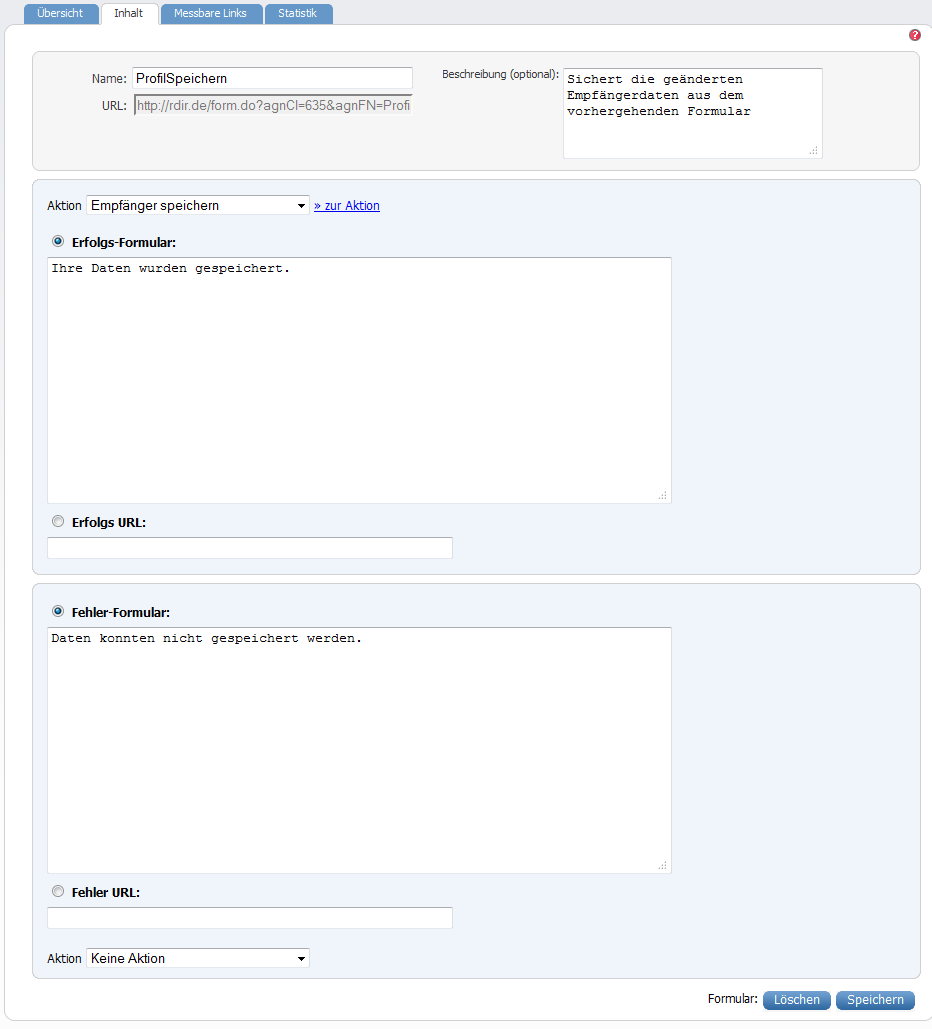 Übersicht Inhalt Messbare Links Statistik
?
Name: ProfilSpeichern
Beschreibung (optional): Sichert die geänderten
Empfängerdaten aus dem
vorhergehenden Formular
URL: http://rdir.de/form.do?agnCI=635&agnFN=Profi
Aktion Empfänger speichern » zur Aktion
Erfolgs-Formular:
Ihre Daten wurden gespeichert.
Erfolgs URL:
Fehler-Formular:
Daten konnten nicht gespeichert werden.
Fehler URL:
Aktion Keine Aktion
Formular: Löschen Speichern